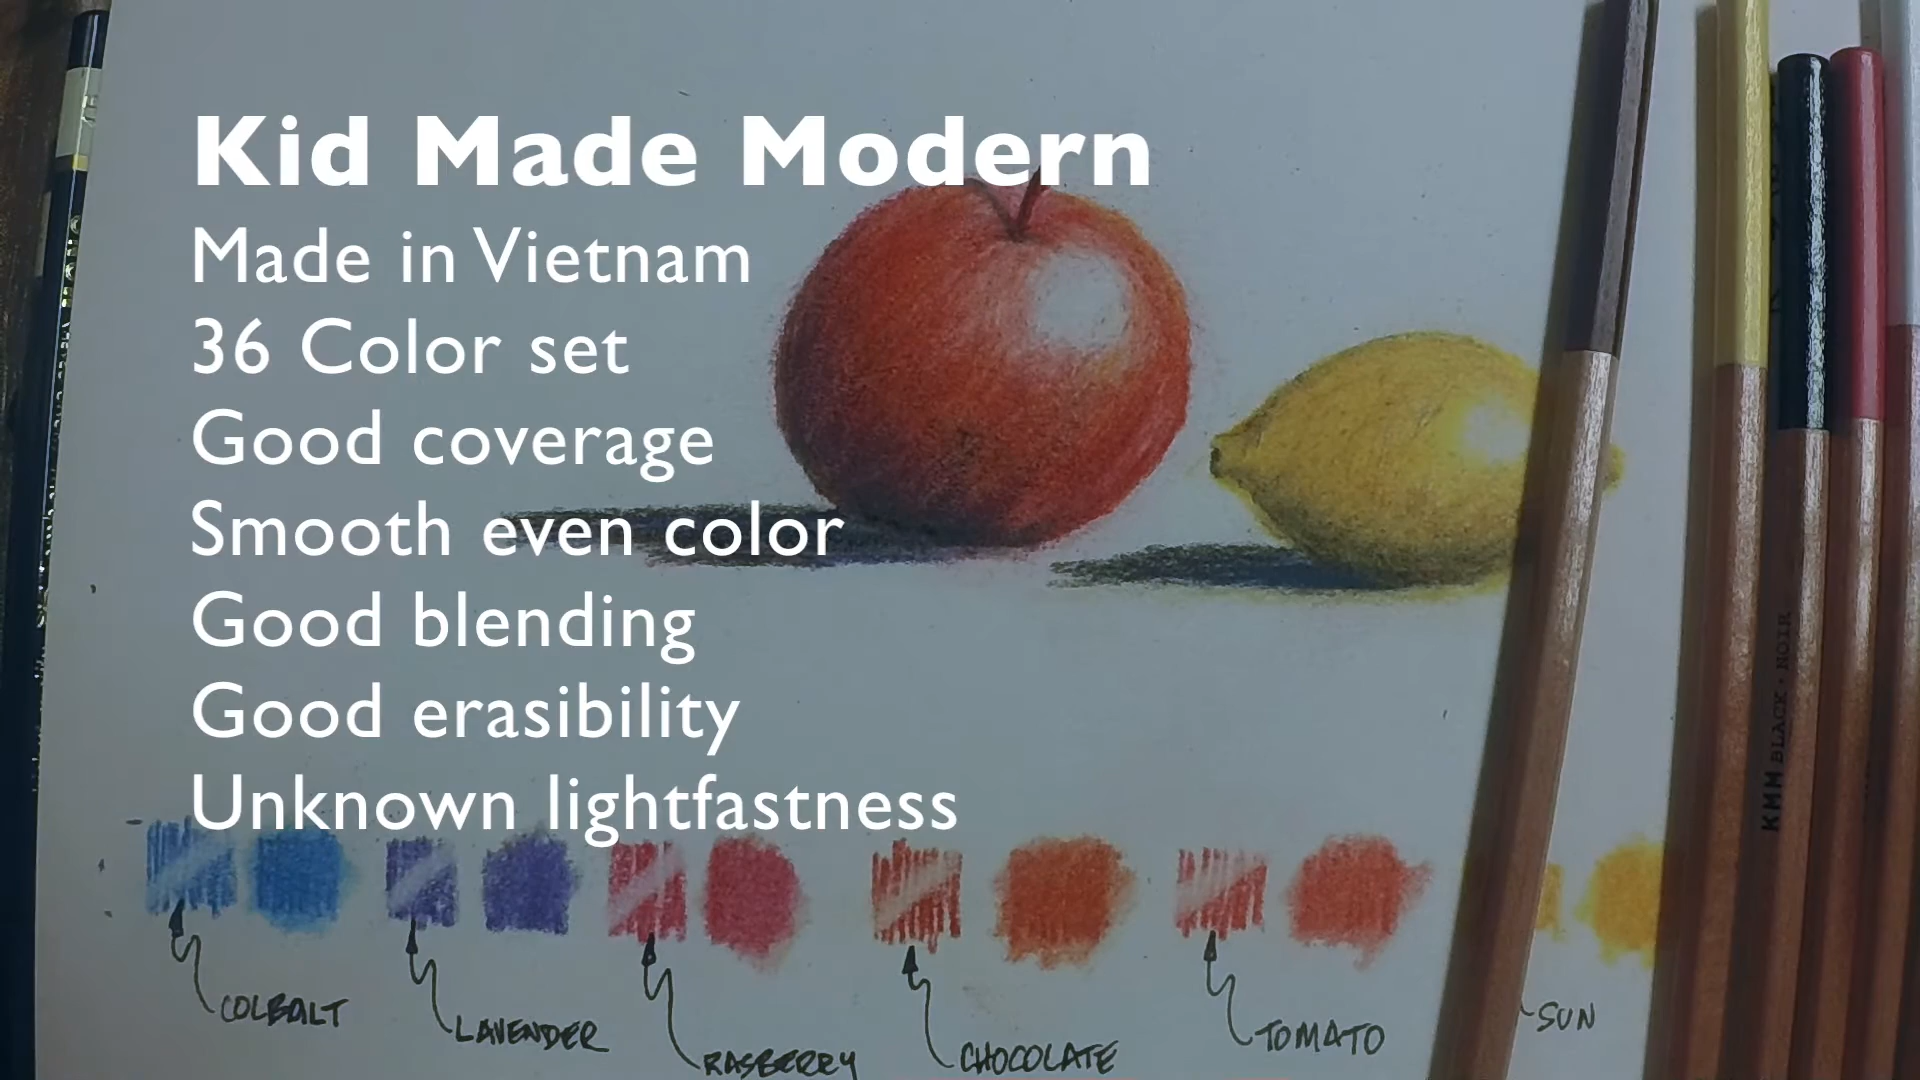 Kid Made Modern
Made in Vietnam
36 Color set
Good coverage
Smooth even color
Good blending
Good erasibility
Unknown lightfastness
KMM BLACK • NOIR
COLBALT
LAVENDER
RASBERRY
CHOCOLATE
TOMATO
SUN